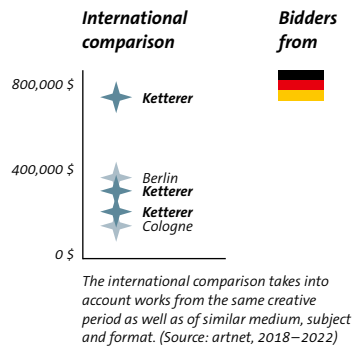 International
comparison
Bidders
from
800,000 $
Ketterer
400,000 $
Berlin
Ketterer
Ketterer
Cologne
0 $
The international comparison takes into
account works from the same creative
period as well as of similar medium, subject
and format. (Source: artnet, 2018–2022)